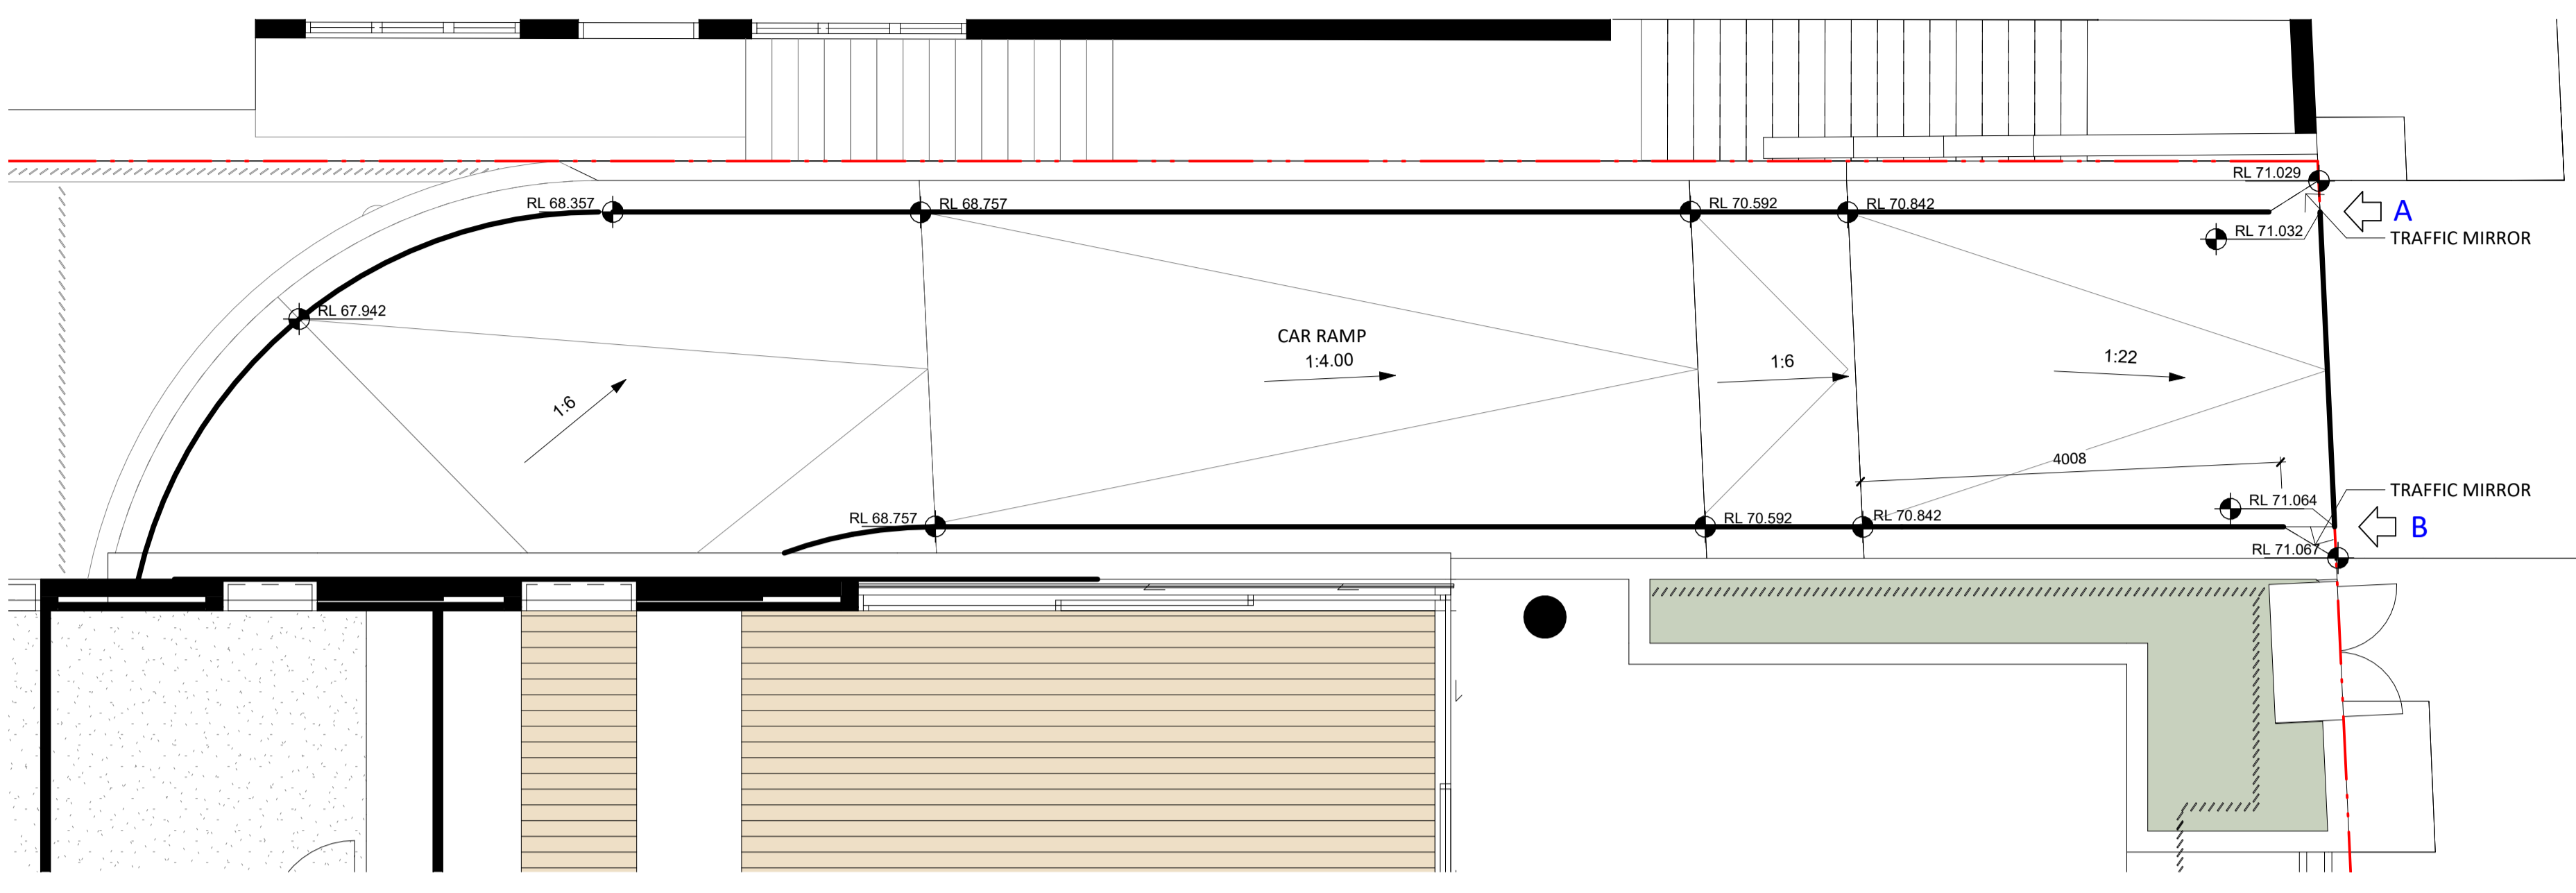 RL 71.029
RL 68.357
RL 68.757
RL 70.592
RL 70.842
A
RL 71.032
TRAFFIC MIRROR
RL 67.942
CAR RAMP
1:4.00
1:6
1:22
1:6
4008
TRAFFIC MIRROR
RL 71.064
RL 68.757
RL 70.592
RL 70.842
B
RL 71.067